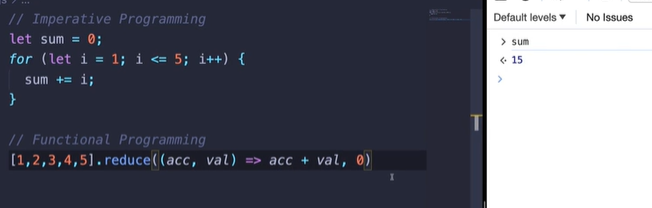 // Imperative Programming
let sum = 0;
for (let i = 1; i <= 5; i++) {
sum += i;
}
// Functional Programming
[1,2,3,4,5].reduce((acc, val) => acc + val, 0)
Default levels ▼ No Issues
> sum
15
>